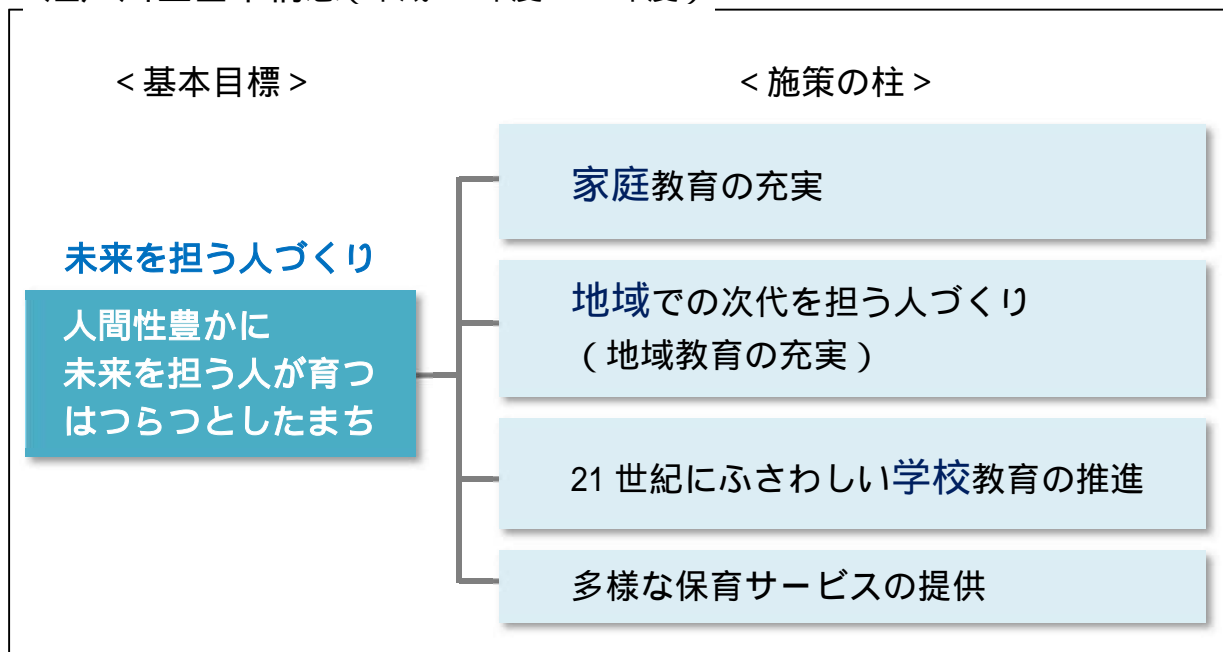 ＜基本目標＞
＜施策の柱＞
未来を担う人づくり
人間性豊かに
未来を担う人が育つ
はつらつとしたまち
家庭教育の充実
地域での次代を担う人づくり
（地域教育の充実）
21 世紀にふさわしい学校教育の推進
多様な保育サービスの提供